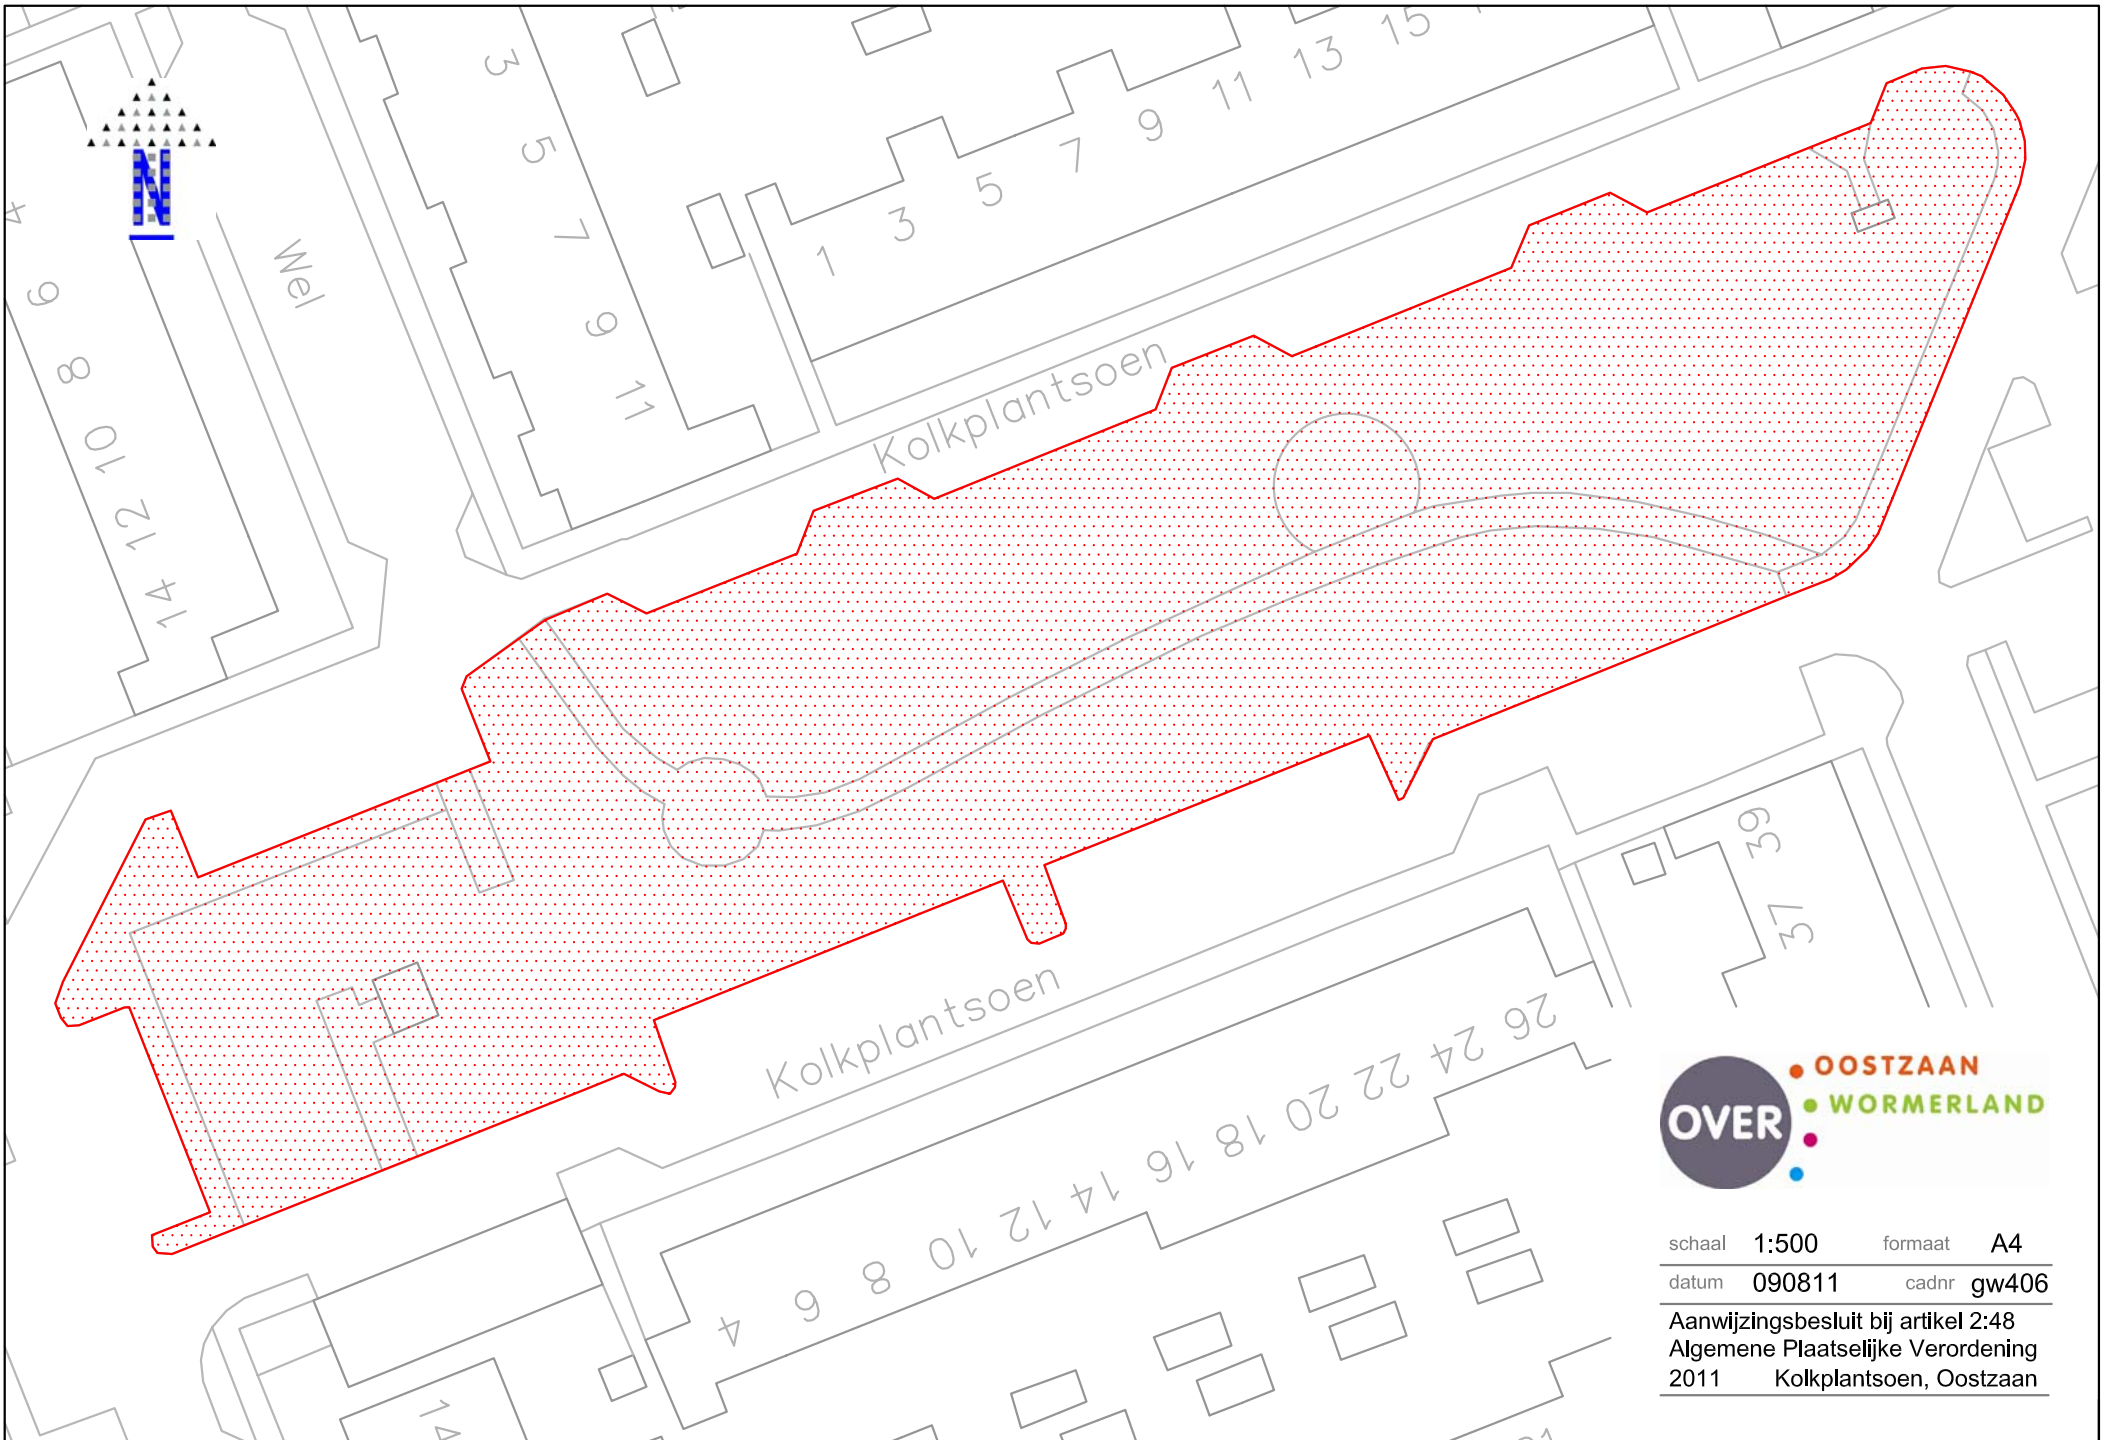 3 5 7 9 11
13 15
1 3 5 7 9 11
N
Wel
6 8 10 12 14
Kolkplantsoen
Kolkplantsoen
39
37
4 6 8 10 12 14 16 18 20 22 24 26
14
OVER
OOSTZAAN
WORMERLAND
schaal 1:500 formaat A4
datum 090811 cadnr gw406
Aanwijzingsbesluit bij artikel 2:48
Algemene Plaatselijke Verordening
2011 Kolkplantsoen, Oostzaan